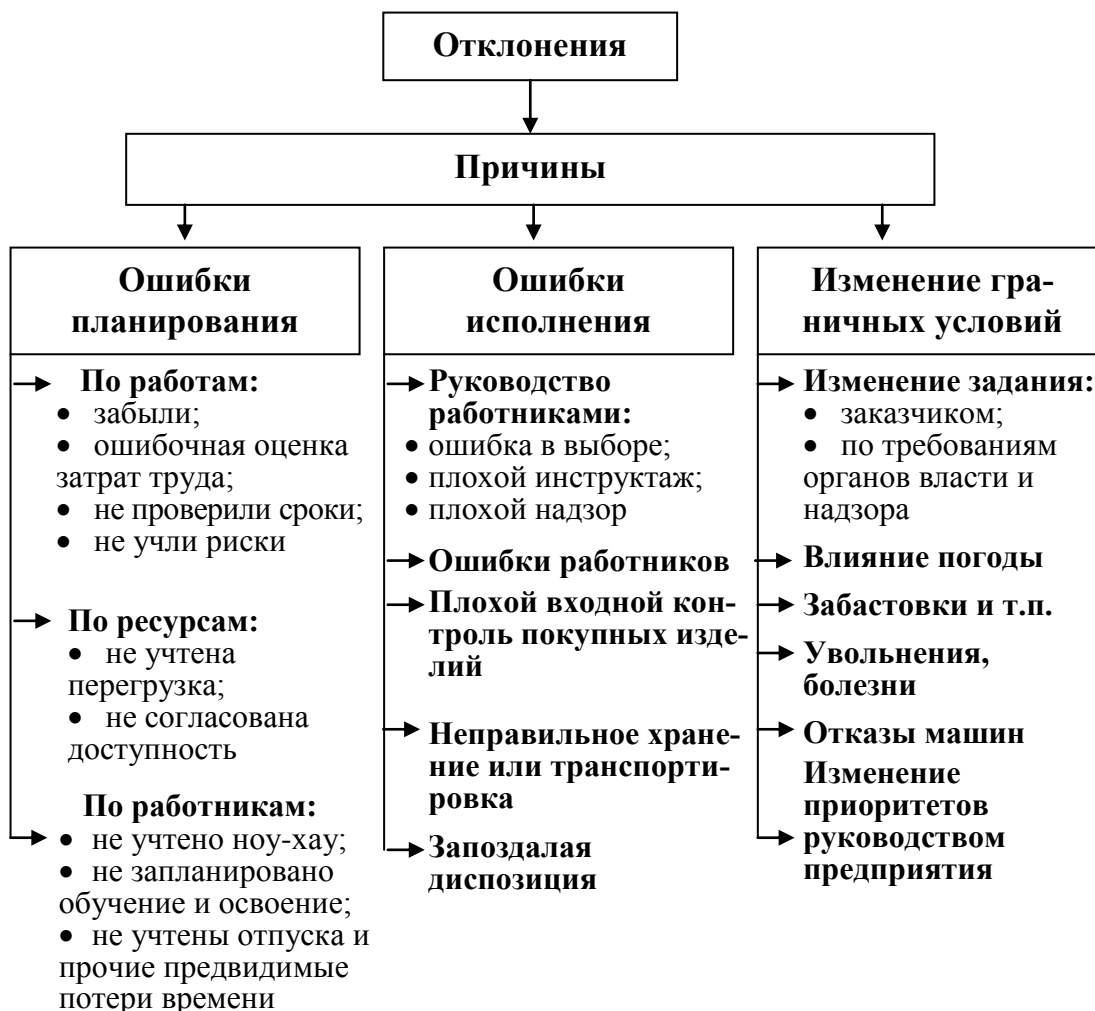 Отклонения
Причины
Ошибки
планирования
По работам:
• забыли;
• ошибочная оценка
затрат труда;
• не проверили сроки;
• не учли риски
По ресурсам:
• не учтена
перегрузка;
• не согласована
доступность
По работникам:
• не учтено ноу-хау;
• не запланировано
обучение и освоение;
• не учтены отпуска и
прочие предвидимые
потери времени
Ошибки
исполнения
Руководство
работниками:
• ошибка в выборе;
• плохой инструктаж;
• плохой надзор
Ошибки работников
Плохой входной кон-
троль покупных изде-
лий
Неправильное хране-
ние или транспорти-
ровка
Запоздалая
диспозиция
Изменение гра-
ничных условий
Изменение задания:
• заказчиком;
• по требованиям
органов власти и
надзора
Влияние погоды
Забастовки и т.п.
Увольнения,
болезни
Отказы машин
Изменение
приоритетов
руководством
предприятия